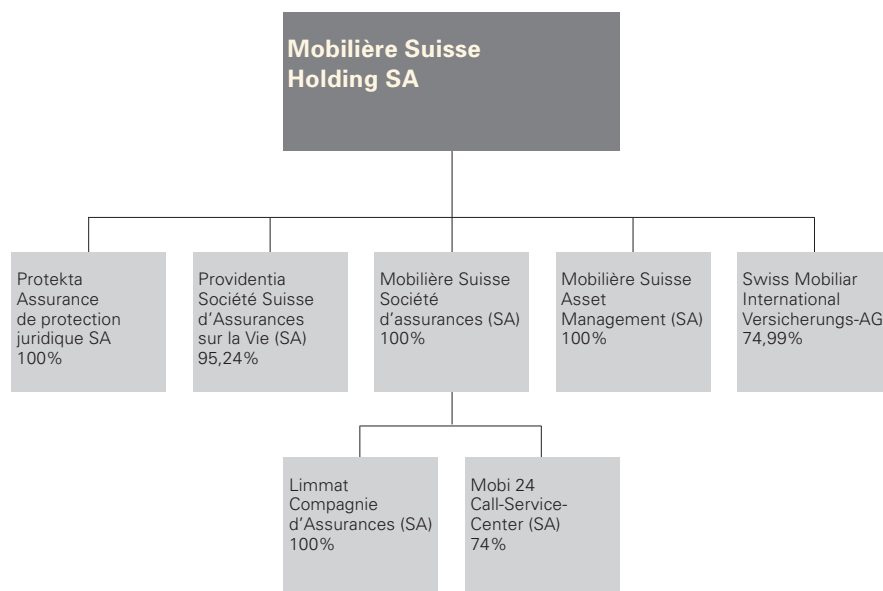 Mobilière Suisse
Holding SA
Protekta
Assurance
de protection
juridique SA
100%
Providentia
Société Suisse
d’Assurances
sur la Vie (SA)
95,24%
Mobilière Suisse
Société
d’assurances (SA)
100%
Mobilière Suisse
Asset
Management (SA)
100%
Swiss Mobiliar
International
Versicherungs-AG
74,99%
Limmat
Compagnie
d’Assurances (SA)
100%
Mobi 24
Call-Service-
Center (SA)
74%